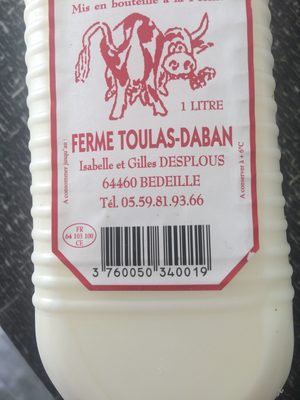 Mis en bouteille à la Ferme
1 LITRE
FERME TOULAS-DABAN
Isabelle et Gilles DESPLOUS
64460 BEDEILLE
Tél. 05.59.81.93.66
A consommer jusqu'au :
A conserver à + 6°C
FR
64 103 100
CE
3 760050 340019